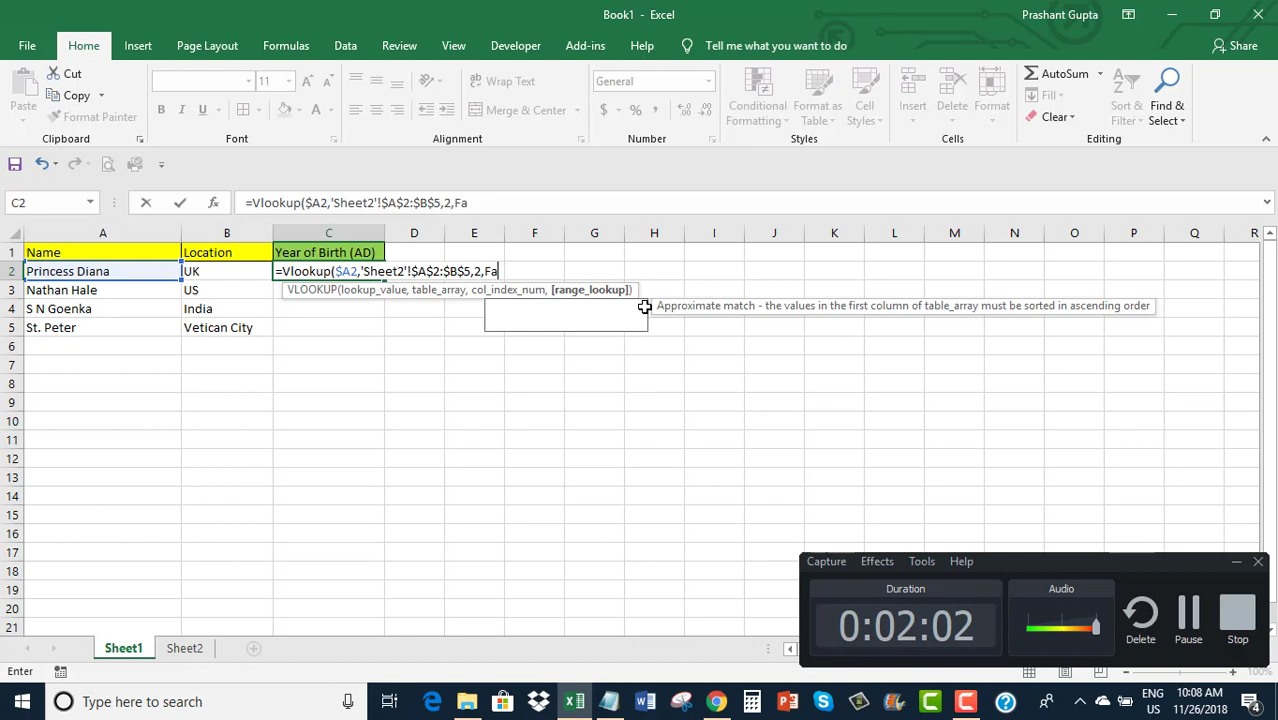 Book1 - Excel
Prashant Gupta
File Home Insert Page Layout Formulas Data Review View Developer Add-ins Help Tell me what you want to do Share
Paste
Cut
Copy
Format Painter
Clipboard
11
B I U
A A A
Font
Wrap Text
Merge & Center
Alignment
General
$ % ,
Number
Conditional Formatting
Format as Table
Cell Styles
Styles
Insert
Delete
Format
Cells
AutoSum
Fill
Clear
Sort & Filter
Find & Select
Editing
C2
fx
=Vlookup($A2,'Sheet2'!$A$2:$B$5,2,Fa
A B C D E F G H I J K L M N O P Q R
1 Name Location Year of Birth (AD)
2 Princess Diana UK =Vlookup($A2,'Sheet2'!$A$2:$B$5,2,Fa
3 Nathan Hale US
VLOOKUP(lookup_value, table_array, col_index_num, [range_lookup])
4 S N Goenka India
Approximate match - the values in the first column of table_array must be sorted in ascending order
5 St. Peter Vetican City
6
7
8
9
10
11
12
13
14
15
16
17
18
19
20
21
Capture Effects Tools Help
Duration
0:02:02
Audio
Delete
Pause
Stop
Sheet1 Sheet2
Enter
100%
Type here to search
ENG
US
10:08 AM
11/26/2018
4